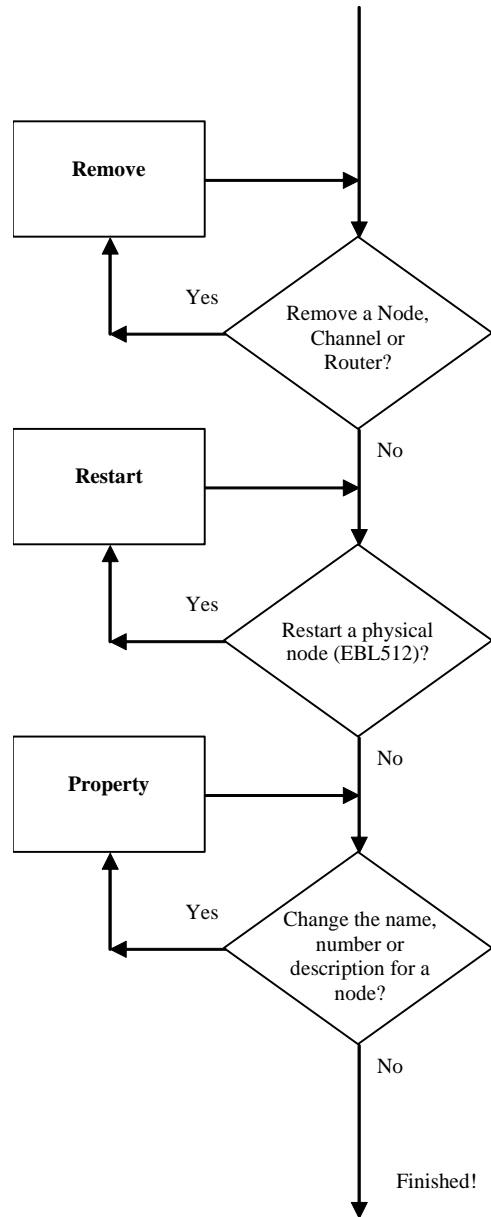 Remove
Yes
Remove a Node,
Channel or
Router?
No
Restart
Yes
Restart a physical
node (EBL512)?
No
Property
Yes
Change the name,
number or
description for a
node?
No
Finished!